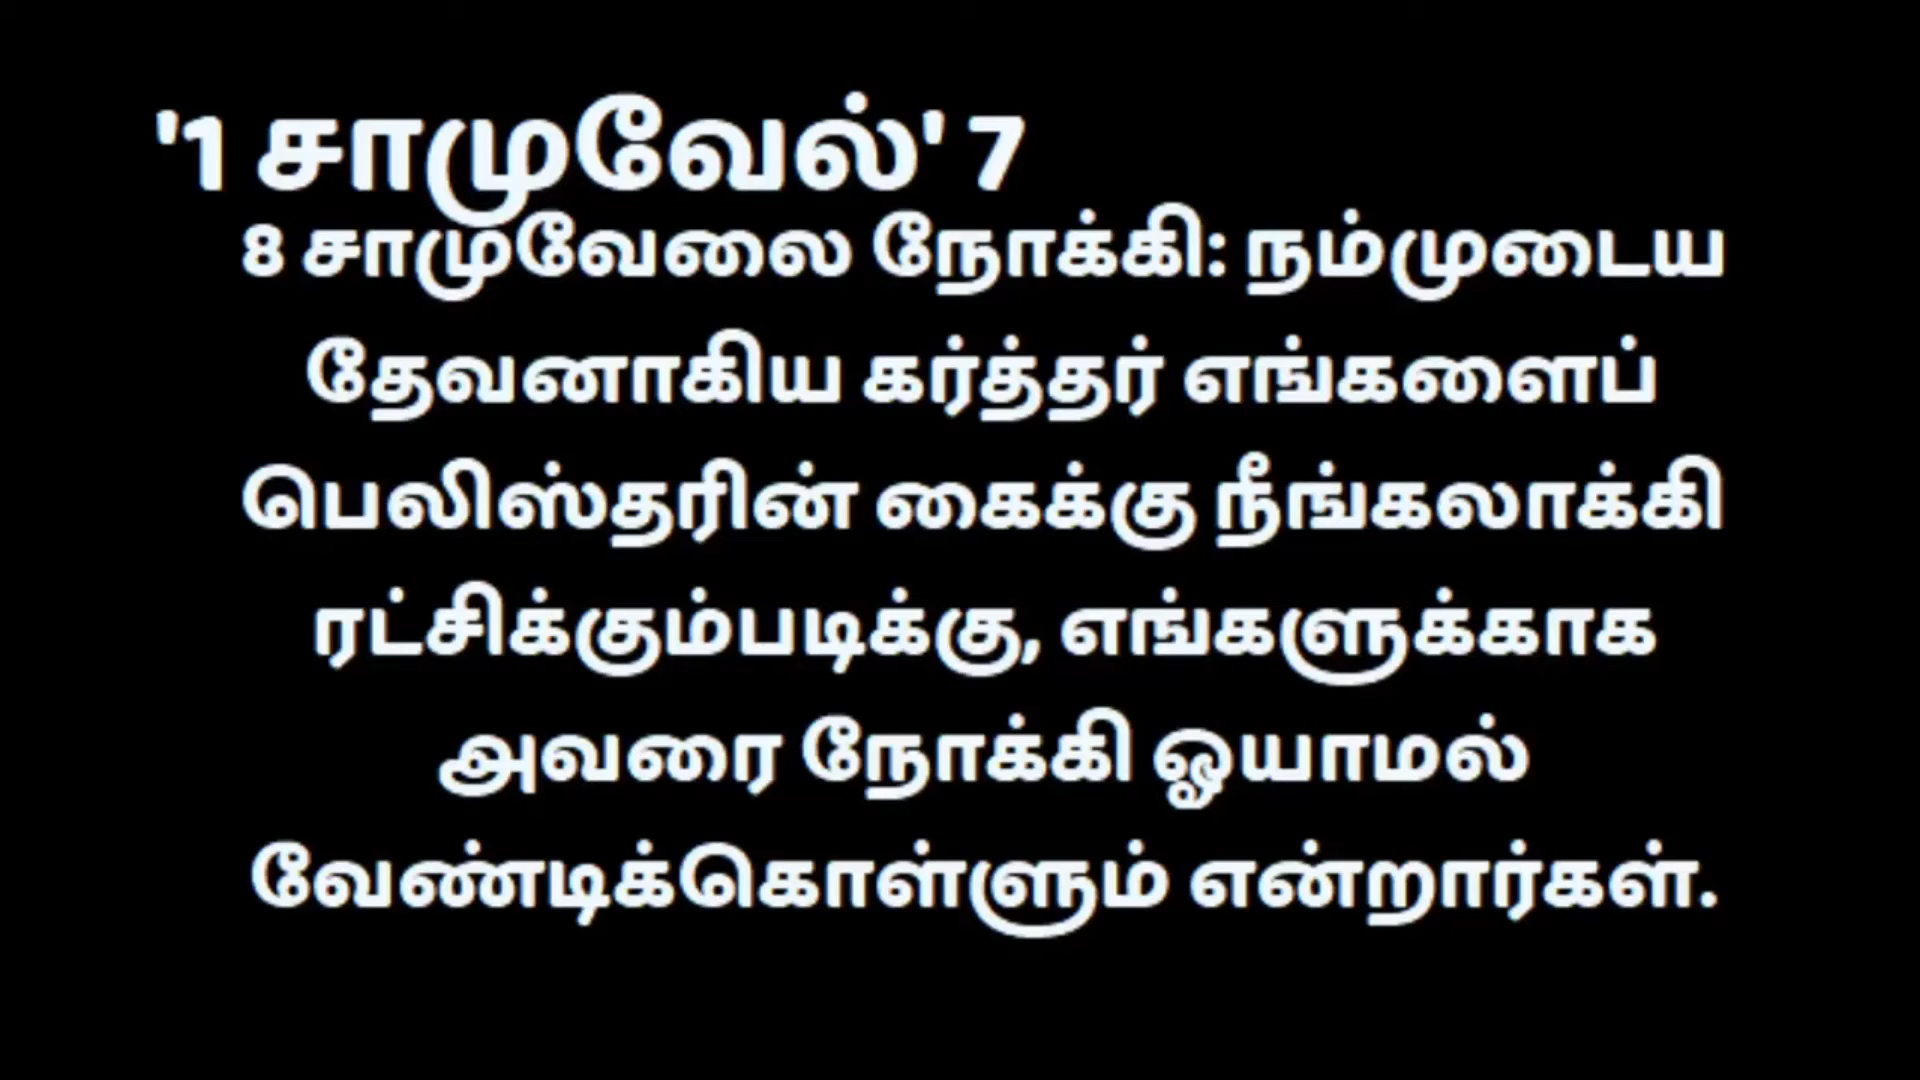 '1 சாமுவேல்' 7
8 சாமுவேலை நோக்கி: நம்முடைய
தேவனாகிய கர்த்தர் எங்களைப்
பெலிஸ்தரின் கைக்கு நீங்கலாக்கி
ரட்சிக்கும்படிக்கு, எங்களுக்காக
அவரை நோக்கி ஓயாமல்
வேண்டிக்கொள்ளும் என்றார்கள்.